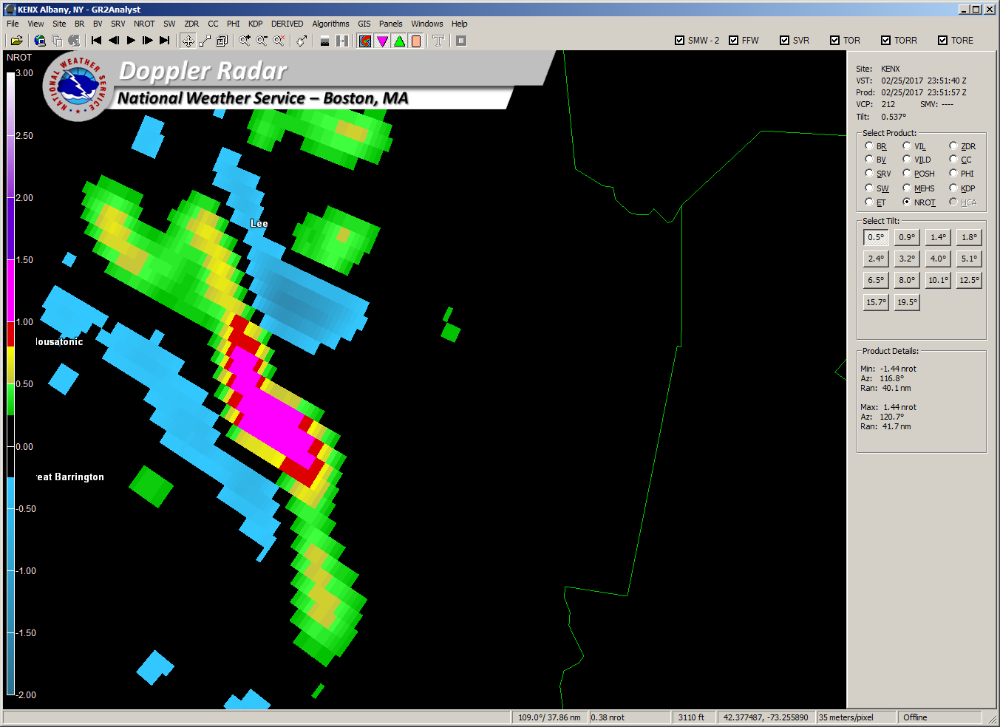 KENX Albany, NY - GR2Analyst
File View Site BR BV SRV NROT SW ZDR CC PHI KDP DERIVED Algorithms GIS Panels Windows Help
SMW - 2 FFW SVR TOR TORR TORE
NROT
3.00
2.50
2.00
1.50
1.00
0.50
0.00
-0.50
-1.00
-1.50
-2.00
NATIONAL WEATHER SERVICE
Doppler Radar
National Weather Service – Boston, MA
Lee
lousatonic
reat Barrington
Site: KENX
VST: 02/25/2017 23:51:40 Z
Prod: 02/25/2017 23:51:57 Z
VCP: 212 SMV: ----
Tilt: 0.537°
Select Product:
BR VIL ZDR
BV VILD CC
SRV POSH PHI
SW MEHS KDP
ET NROT HCA
Select Tilt:
0.5° 0.9° 1.4° 1.8°
2.4° 3.2° 4.0° 5.1°
6.5° 8.0° 10.1° 12.5°
15.7° 19.5°
Product Details:
Min: -1.44 nrot
Az: 116.8°
Ran: 40.1 nm
Max: 1.44 nrot
Az: 120.7°
Ran: 41.7 nm
109.0°/ 37.86 nm 0.38 nrot 3110 ft 42.377487, -73.255890 35 meters/pixel Offline